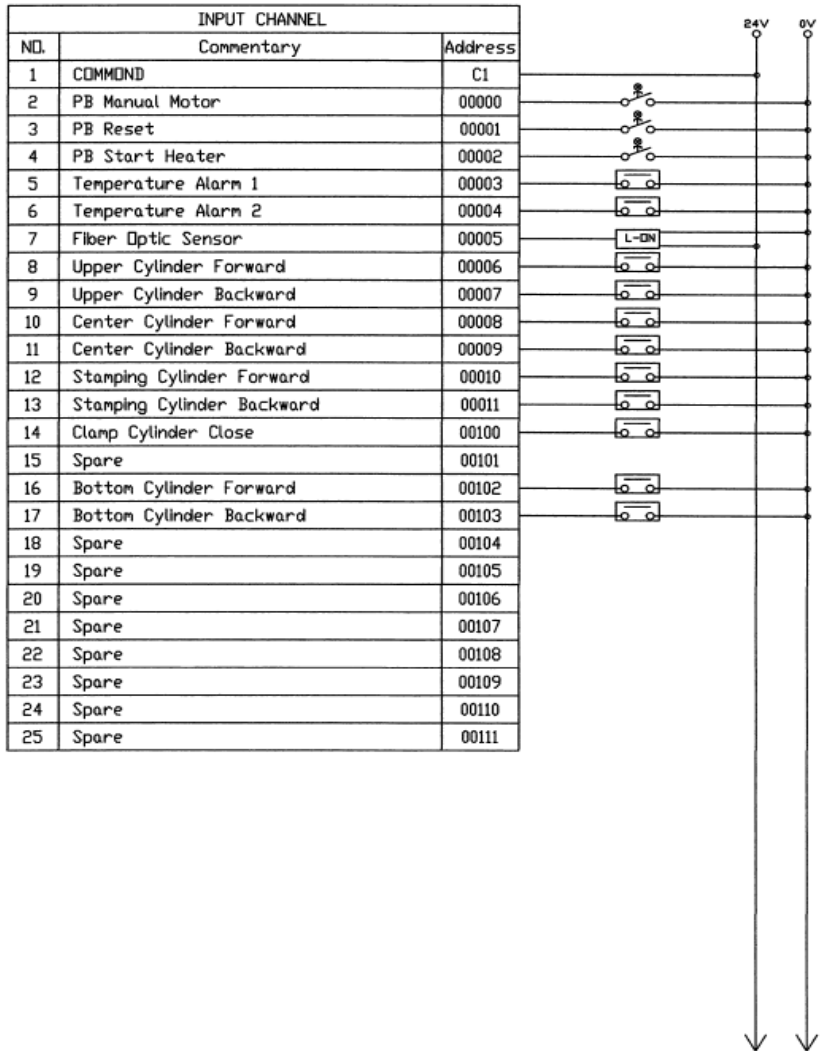 INPUT CHANNEL
24V 0V
NO. Commentary Address
1 COMMOND C1
2 PB Manual Motor 00000
3 PB Reset 00001
4 PB Start Heater 00002
5 Temperature Alarm 1 00003
6 Temperature Alarm 2 00004
7 Fiber Optic Sensor 00005 L-ON
8 Upper Cylinder Forward 00006
9 Upper Cylinder Backward 00007
10 Center Cylinder Forward 00008
11 Center Cylinder Backward 00009
12 Stamping Cylinder Forward 00010
13 Stamping Cylinder Backward 00011
14 Clamp Cylinder Close 00100
15 Spare 00101
16 Bottom Cylinder Forward 00102
17 Bottom Cylinder Backward 00103
18 Spare 00104
19 Spare 00105
20 Spare 00106
21 Spare 00107
22 Spare 00108
23 Spare 00109
24 Spare 00110
25 Spare 00111